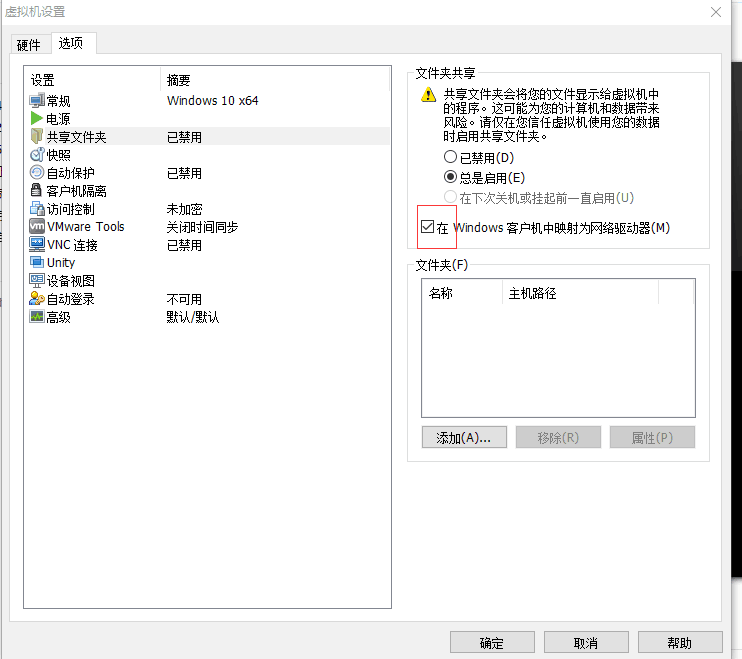 虚拟机设置
硬件 选项
设置 摘要
常规 Windows 10 x64
电源
共享文件夹 已禁用
快照
自动保护 已禁用
客户机隔离
访问控制 未加密
VMware Tools 关闭时间同步
VNC 连接 已禁用
Unity
设备视图
自动登录 不可用
高级 默认/默认
文件夹共享
共享文件夹会将您的文件显示给虚拟机中
的程序。这可能为您的计算机和数据带来
风险。请仅在您信任虚拟机使用您的数据
时启用共享文件夹。
已禁用(D)
总是启用(E)
在下次关机或挂起前一直启用(U)
在 Windows 客户机中映射为网络驱动器(M)
文件夹(F)
名称 主机路径
添加(A)... 移除(R) 属性(P)
确定 取消 帮助